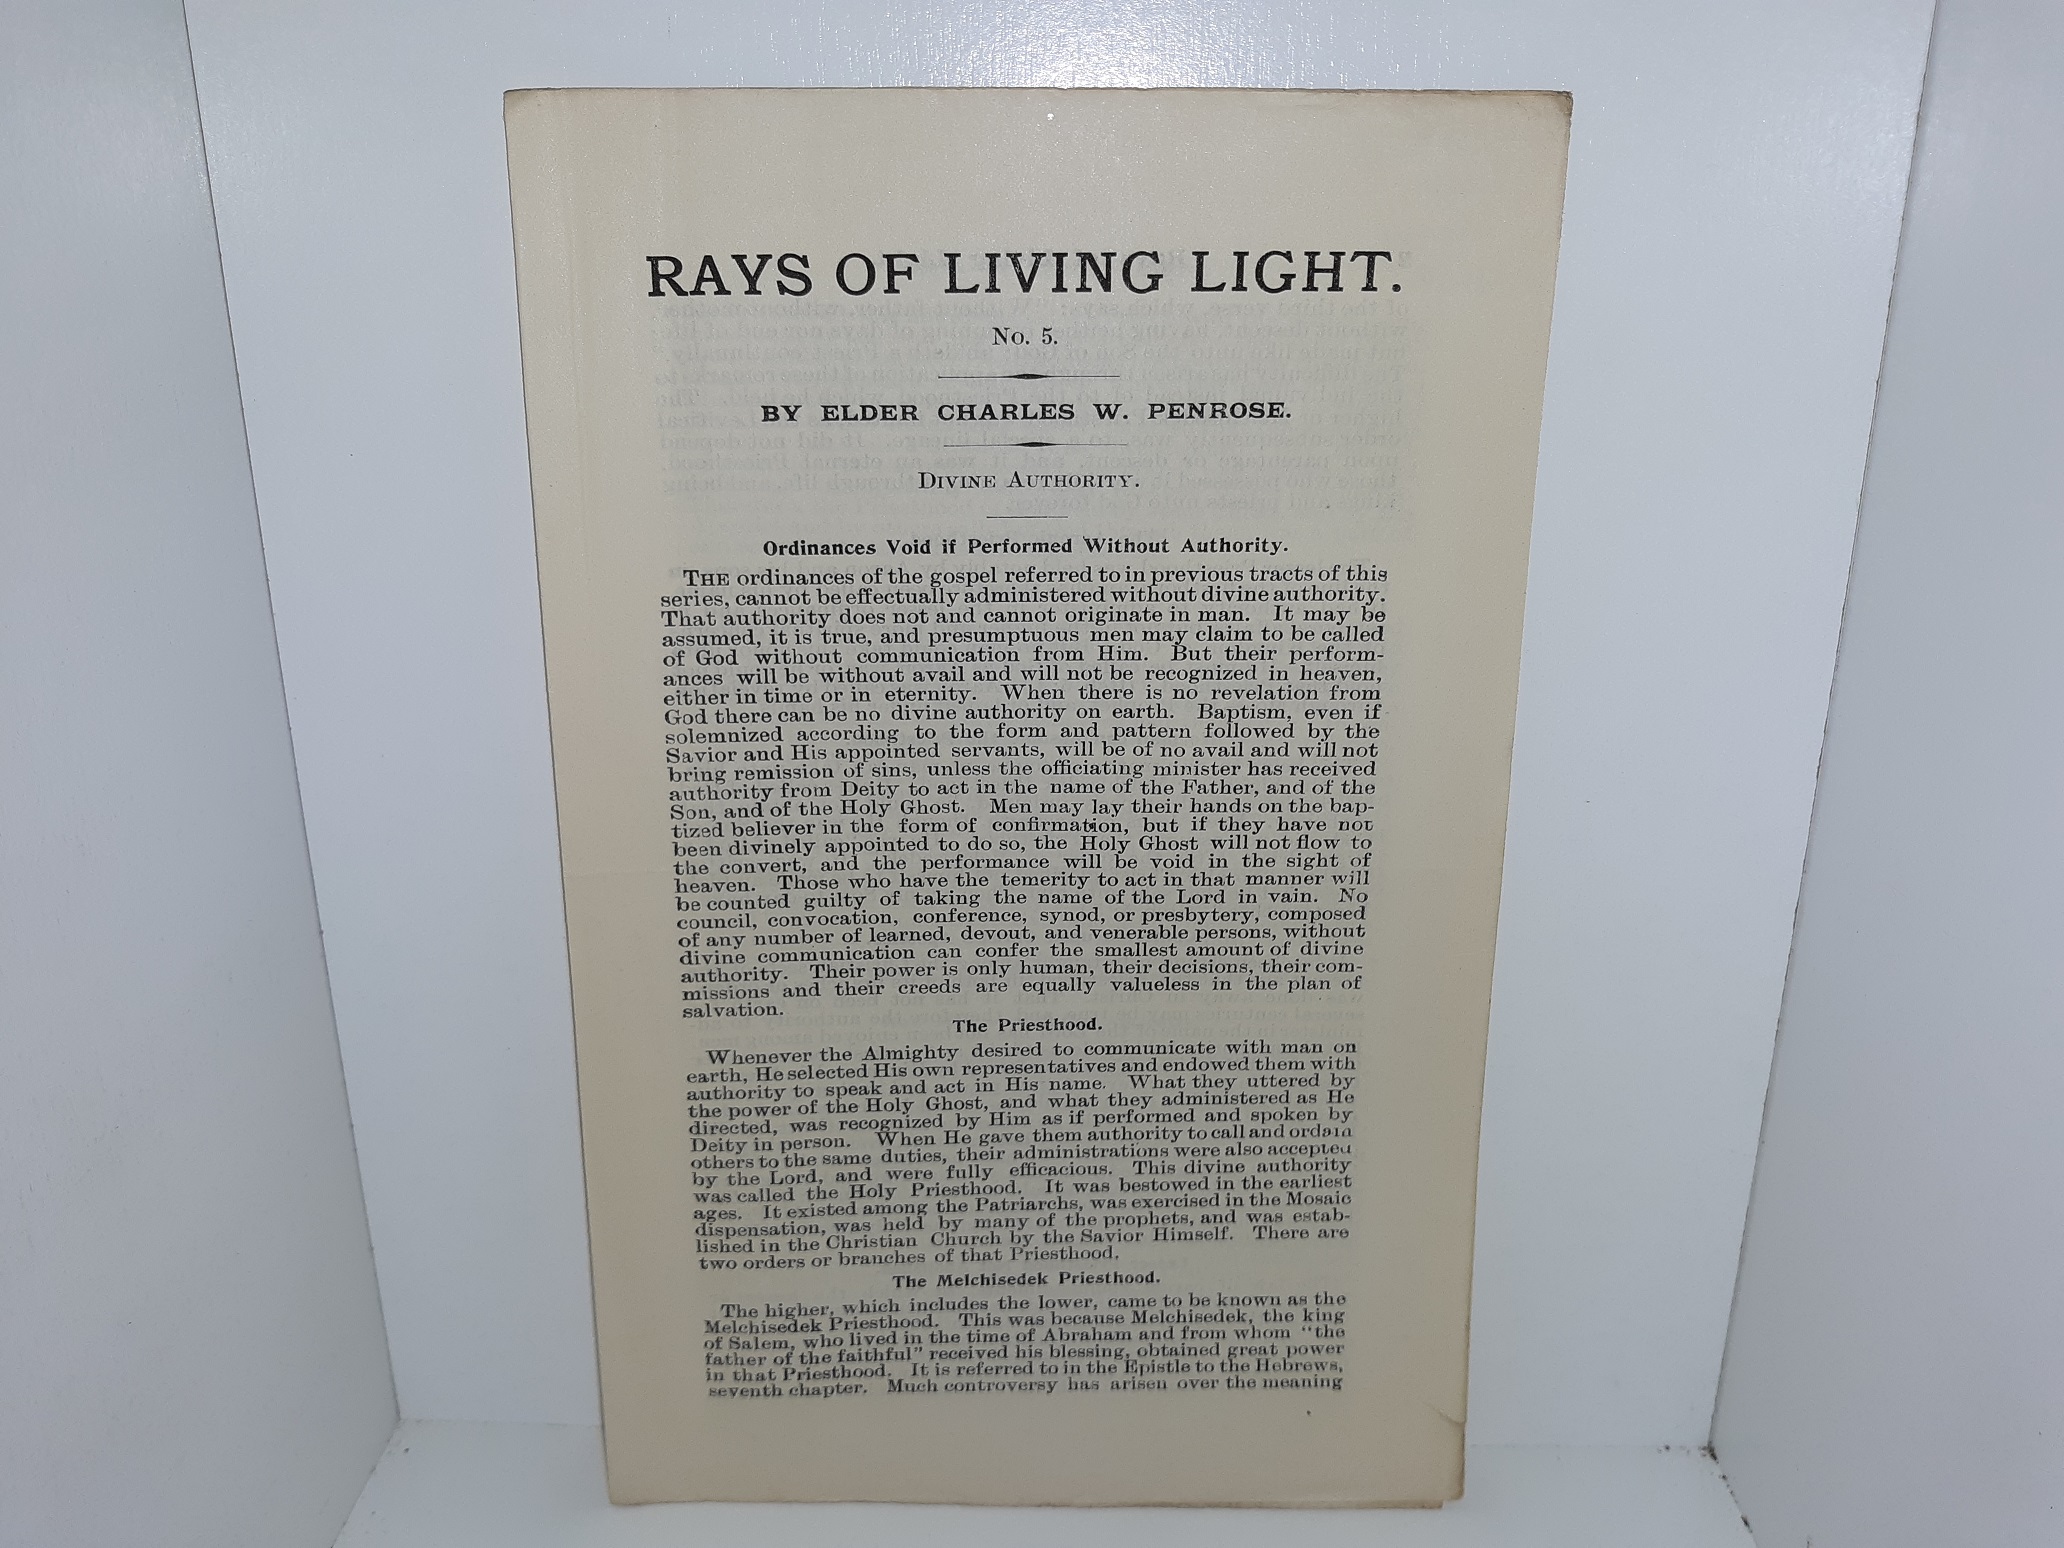 RAYS OF LIVING LIGHT.
No. 5.
BY ELDER CHARLES W. PENROSE.
DIVINE AUTHORITY.
Ordinances Void if Performed Without Authority.
THE ordinances of the gospel referred to in previous tracts of this
series, cannot be effectually administered without divine authority.
That authority does not and cannot originate in man. It may be
assumed, it is true, and presumptuous men may claim to be called
of God without communication from Him. But their perform-
ances will be without avail and will not be recognized in heaven,
either in time or in eternity. When there is no revelation from
God there can be no divine authority on earth. Baptism, even if
solemnized according to the form and pattern followed by the
Savior and His appointed servants, will be of no avail and will not
bring remission of sins, unless the officiating minister has received
authority from Deity to act in the name of the Father, and of the
Son, and of the Holy Ghost. Men may lay their hands on the bap-
tized believer in the form of confirmation, but if they have not
been divinely appointed to do so, the Holy Ghost will not flow to
the convert, and the performance will be void in the sight of
heaven. Those who have the temerity to act in that manner will
be counted guilty of taking the name of the Lord in vain. No
council, convocation, conference, synod, or presbytery, composed
of any number of learned, devout, and venerable persons, without
divine communication can confer the smallest amount of divine
authority. Their power is only human, their decisions, their com-
missions and their creeds are equally valueless in the plan of
salvation.
The Priesthood.
Whenever the Almighty desired to communicate with man on
earth, He selected His own representatives and endowed them with
authority to speak and act in His name. What they uttered by
the power of the Holy Ghost, and what they administered as He
directed, was recognized by Him as if performed and spoken by
Deity in person. When He gave them authority to call and ordain
others to the same duties, their administrations were also accepted
by the Lord, and were fully efficacious. This divine authority
was called the Holy Priesthood. It was bestowed in the earliest
ages. It existed among the Patriarchs, was exercised in the Mosaic
dispensation, was held by many of the prophets, and was estab-
lished in the Christian Church by the Savior Himself. There are
two orders or branches of that Priesthood.
The Melchisedek Priesthood.
The higher, which includes the lower, came to be known as the
Melchisedek Priesthood. This was because Melchisedek, the king
of Salem, who lived in the time of Abraham and from whom "the
father of the faithful" received his blessing, obtained great power
in that Priesthood. It is referred to in the Epistle to the Hebrews,
seventh chapter. Much controversy has arisen over the meaning